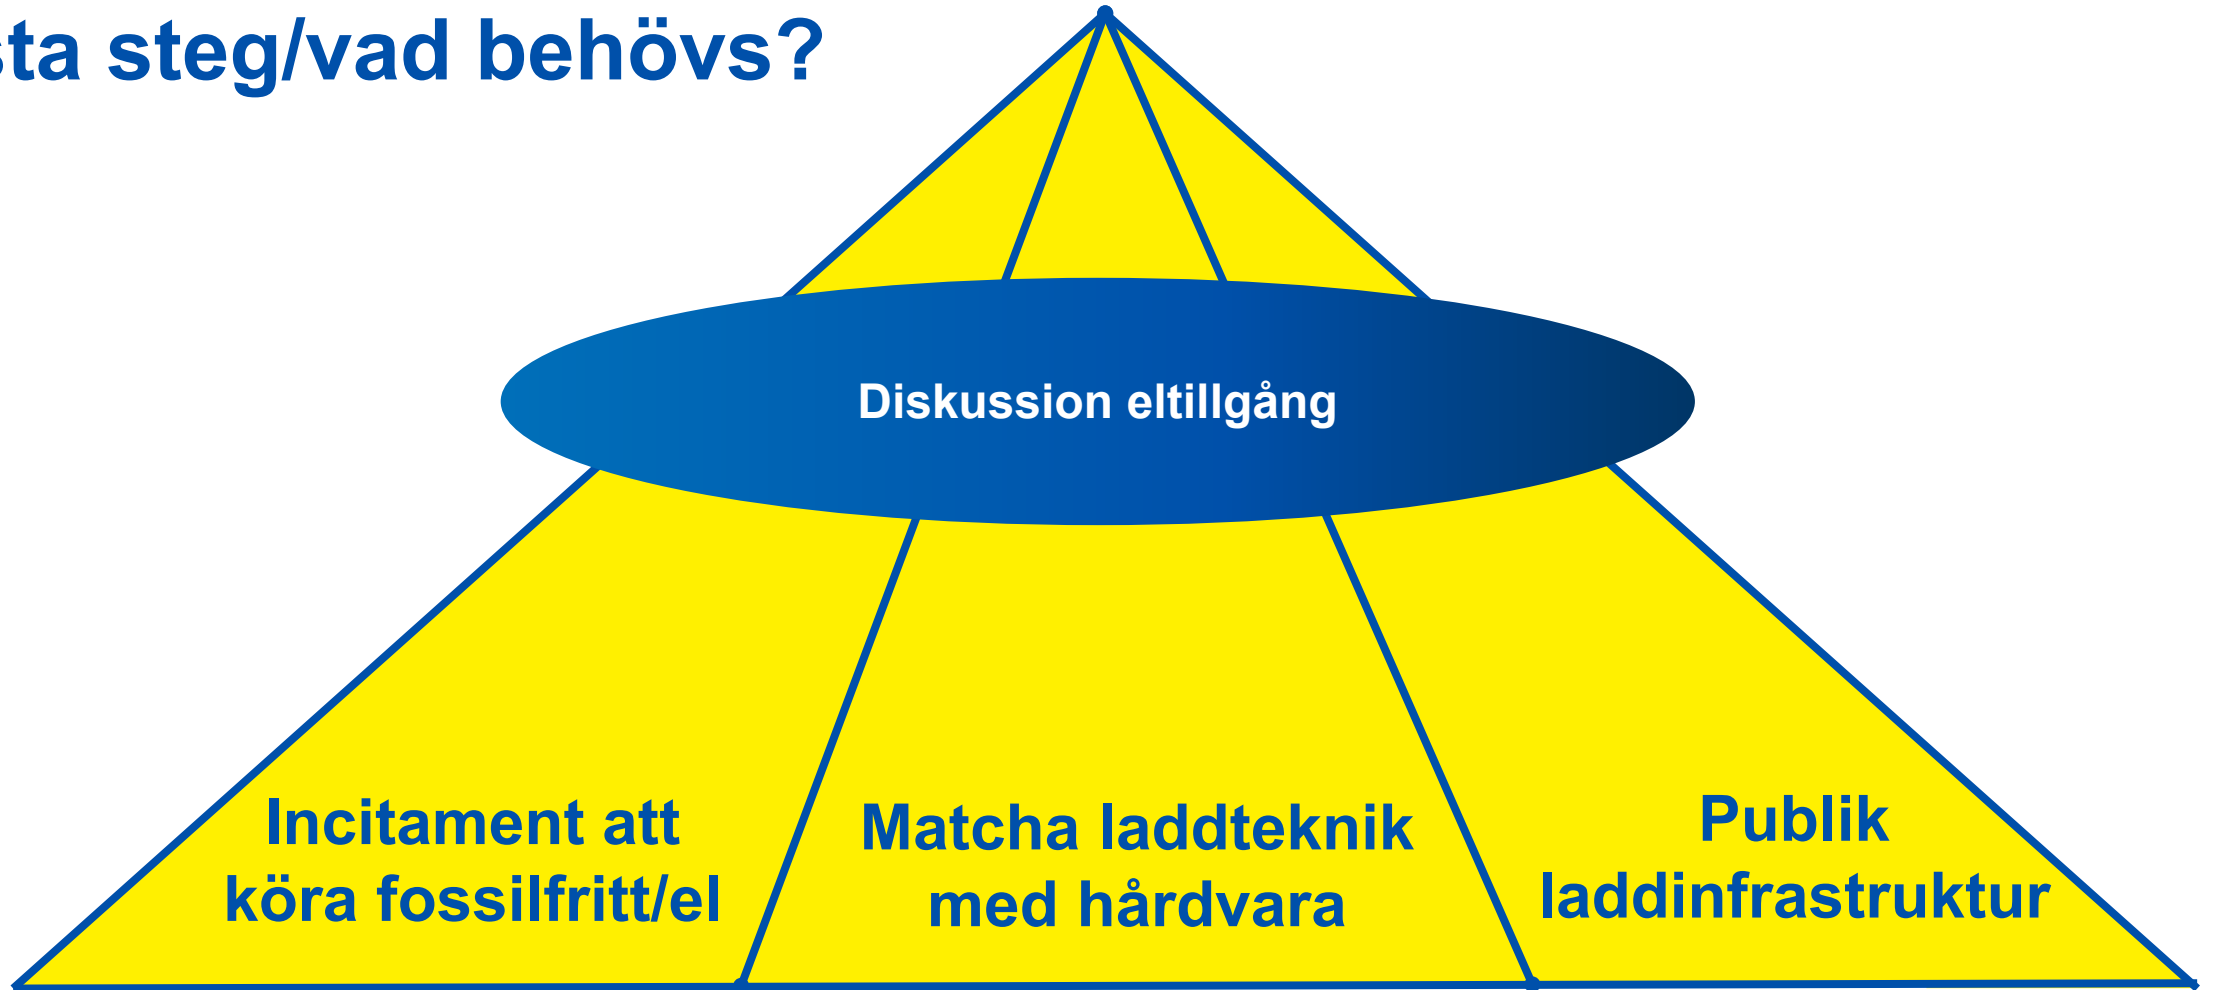 sta steg/vad behövs?
Diskussion eltillgång
Incitament att
köra fossilfritt/el
Matcha laddteknik
med hårdvara
Publik
laddinfrastruktur